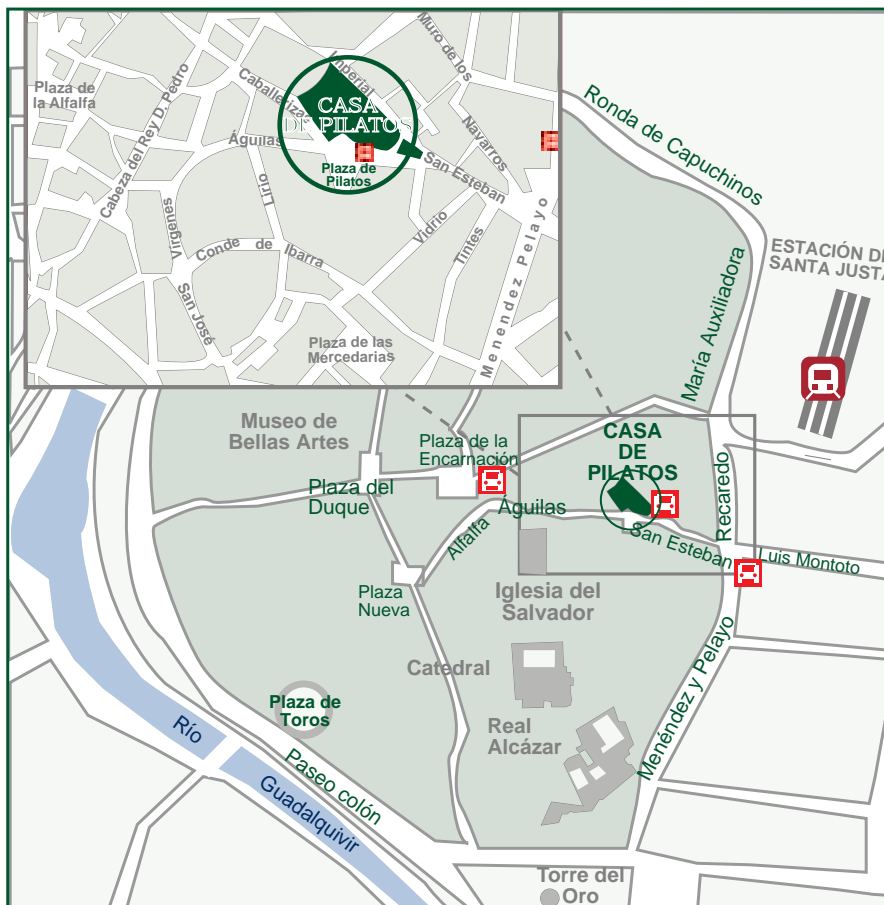 Plaza de
la Alfalfa
Cabeza del Rey D. Pedro
Caballerizas
Imperial
Muro de los
Navarros
CASA
DE PILATOS
Águilas
Plaza de
Pilatos
San Esteban
Lirio
Virgenes
Conde de Ibarra
San José
Vidrio
Tintes
Menendez Pelayo
Plaza de las
Mercedarias
Ronda de Capuchinos
María Auxiliadora
ESTACIÓN DE
SANTA JUSTA
Museo de
Bellas Artes
Plaza de la
Encarnación
CASA
DE
PILATOS
Recaredo
Plaza del
Duque
Águilas
Alfalfa
San Esteban
Luis Montoto
Plaza
Nueva
Iglesia del
Salvador
Catedral
Menéndez y Pelayo
Plaza de
Toros
Real
Alcázar
Río
Guadalquivir
Paseo colón
Torre del
Oro